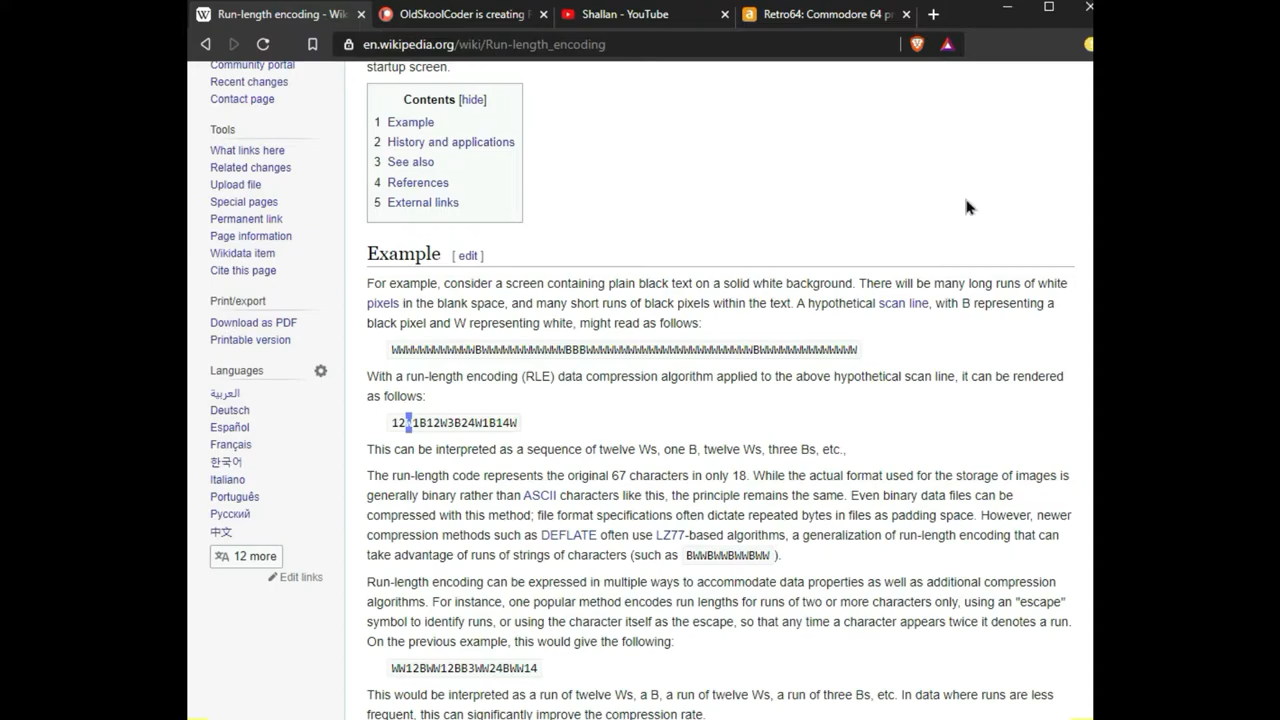 Run-length encoding - Wik
OldSkoolCoder is creating
Shallan - YouTube
Retro64: Commodore 64 pr
en.wikipedia.org/wiki/Run-length_encoding
Community portal
Recent changes
Contact page
Tools
What links here
Related changes
Upload file
Special pages
Permanent link
Page information
Wikidata item
Cite this page
Print/export
Download as PDF
Printable version
Languages
العربية
Deutsch
Español
Français
한국어
Italiano
Português
Русский
中文
12 more
Edit links
startup screen.
Contents [hide]
1 Example
2 History and applications
3 See also
4 References
5 External links
Example [ edit ]
For example, consider a screen containing plain black text on a solid white background. There will be many long runs of white
pixels in the blank space, and many short runs of black pixels within the text. A hypothetical scan line, with B representing a
black pixel and W representing white, might read as follows:
WWWWWWWWWWWWBWWWWWWWWWWWWBBBWWWWWWWWWWWWWWWWWWWWWWWWBWWWWWWWWWWWWWW
With a run-length encoding (RLE) data compression algorithm applied to the above hypothetical scan line, it can be rendered
as follows:
12W1B12W3B24W1B14W
This can be interpreted as a sequence of twelve Ws, one B, twelve Ws, three Bs, etc.,
The run-length code represents the original 67 characters in only 18. While the actual format used for the storage of images is
generally binary rather than ASCII characters like this, the principle remains the same. Even binary data files can be
compressed with this method; file format specifications often dictate repeated bytes in files as padding space. However, newer
compression methods such as DEFLATE often use LZ77-based algorithms, a generalization of run-length encoding that can
take advantage of runs of strings of characters (such as BWWBWWBWWBWW ).
Run-length encoding can be expressed in multiple ways to accommodate data properties as well as additional compression
algorithms. For instance, one popular method encodes run lengths for runs of two or more characters only, using an "escape"
symbol to identify runs, or using the character itself as the escape, so that any time a character appears twice it denotes a run.
On the previous example, this would give the following:
WW12BWW12BB3WW24BWW14
This would be interpreted as a run of twelve Ws, a B, a run of twelve Ws, a run of three Bs, etc. In data where runs are less
frequent, this can significantly improve the compression rate.